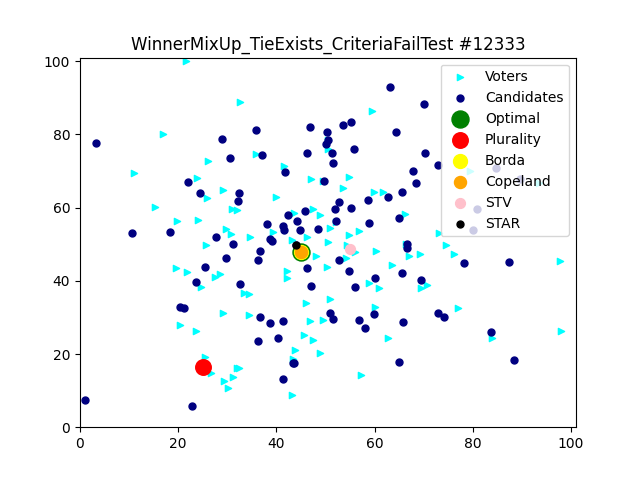 WinnerMixUp_TieExists_CriteriaFailTest #12333
100
80
60
40
20
0
0
20
40
60
80
100
Voters
Candidates
Optimal
Plurality
Borda
Copeland
STV
STAR